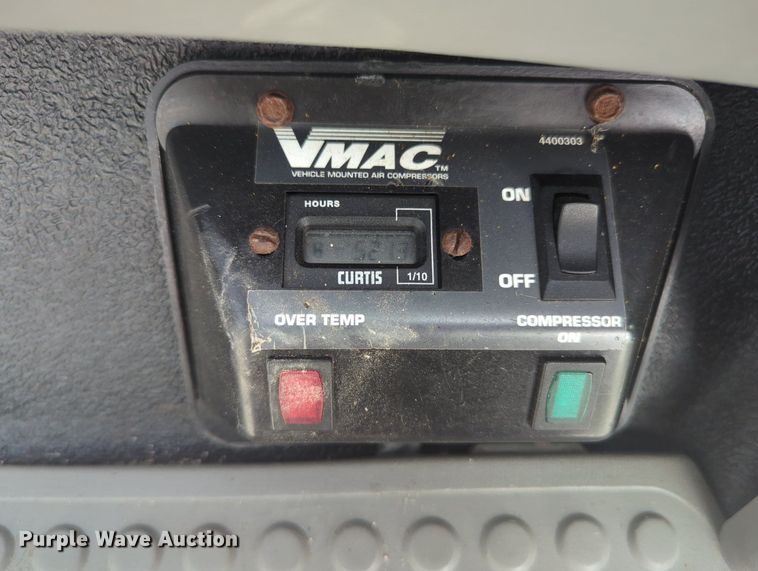 VMAC TM
4400303
VEHICLE MOUNTED AIR COMPRESSORS
HOURS
ON
CURTIS
1/10
OFF
OVER TEMP
COMPRESSOR
ON
Purple Wave Auction